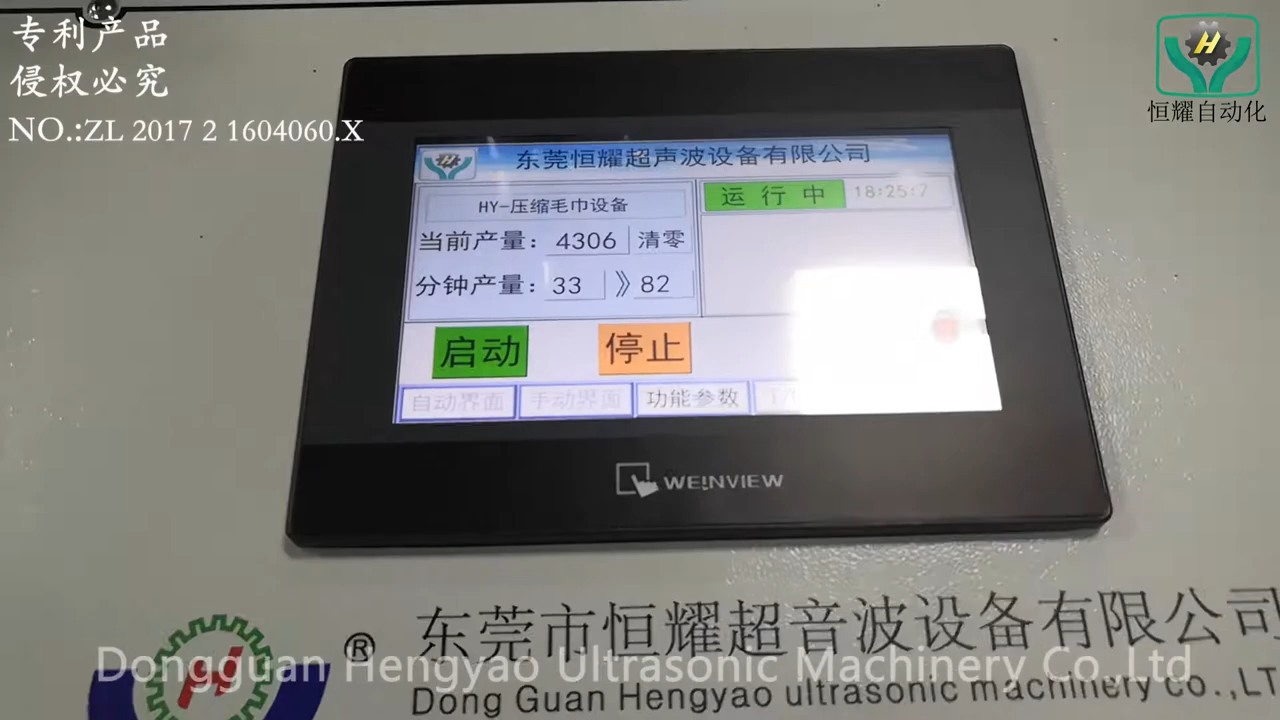 专利产品
侵权必究
NO.:ZL 2017 2 1604060.X
H
恒耀自动化
H
东莞恒耀超声波设备有限公司
运行中 18:25:7
HY-压缩毛巾设备
当前产量: 4306 清零
分钟产量: 33 》 82
启动 停止
自动界面 手动界面 功能参数
WEINVIEW
® 东莞市恒耀超音波设备有限公司
H
Dongguan Hengyao Ultrasonic Machinery Co.,Ltd
Dong Guan Hengyao ultrasonic machinery co.,LT